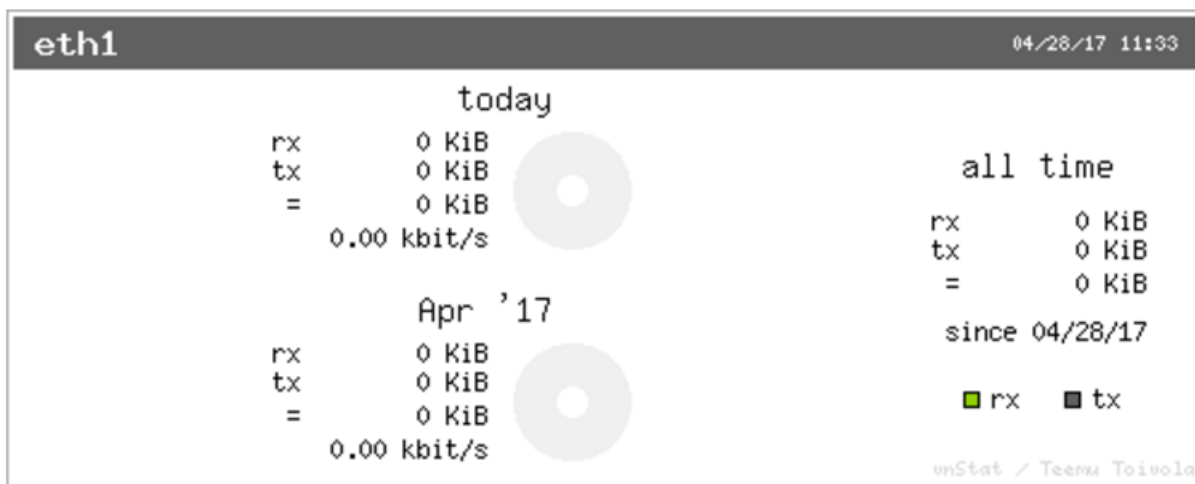 eth1 04/28/17 11:33
today
rx 0 KiB
tx 0 KiB
= 0 KiB
0.00 kbit/s
Apr '17
rx 0 KiB
tx 0 KiB
= 0 KiB
0.00 kbit/s
all time
rx 0 KiB
tx 0 KiB
= 0 KiB
since 04/28/17
rx tx
vnStat / Teemu Toivola